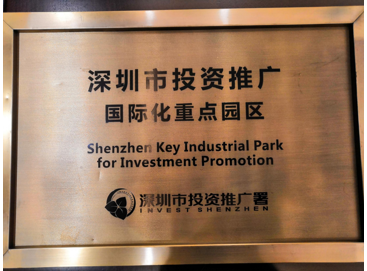 深圳市投资推广
国际化重点园区
Shenzhen Key Industrial Park
for Investment Promotion
深圳市投资推广署
INVEST SHENZHEN